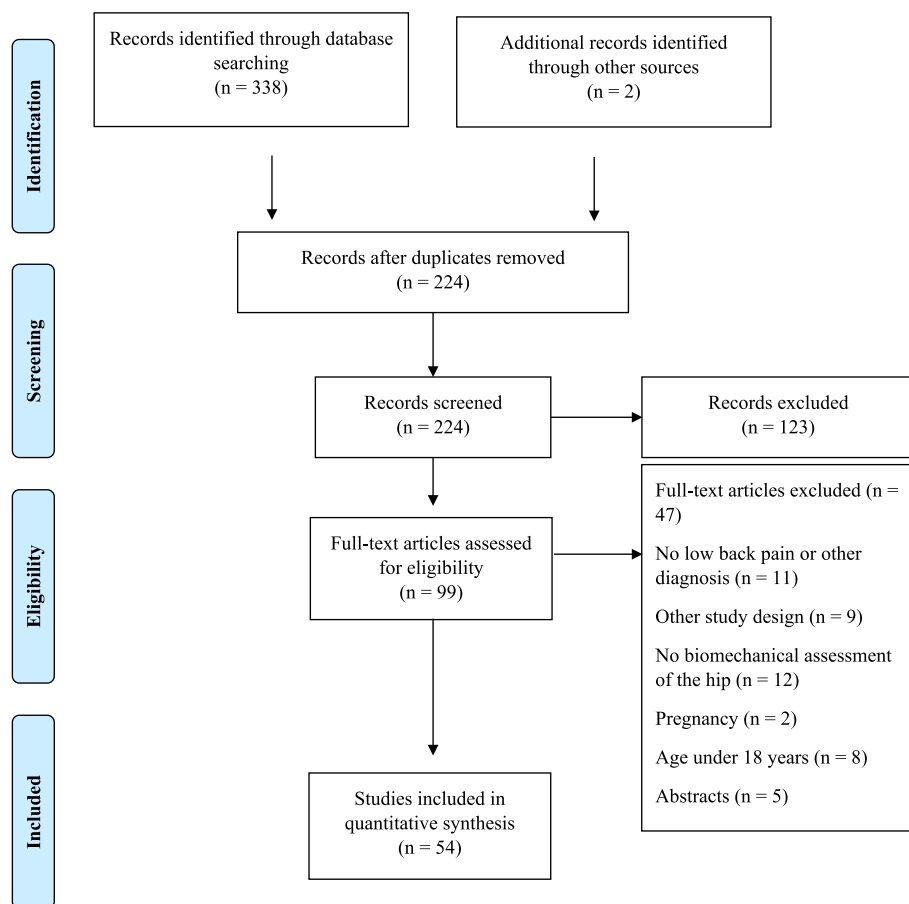 Identification
Records identified through database
searching
(n = 338)
Additional records identified
through other sources
(n = 2)
Records after duplicates removed
(n = 224)
Screening
Records screened
(n = 224)
Records excluded
(n = 123)
Eligibility
Full-text articles assessed
for eligibility
(n = 99)
Full-text articles excluded (n =
47)
No low back pain or other
diagnosis (n = 11)
Other study design (n = 9)
No biomechanical assessment
of the hip (n = 12)
Pregnancy (n = 2)
Age under 18 years (n = 8)
Abstracts (n = 5)
Included
Studies included in
quantitative synthesis
(n = 54)